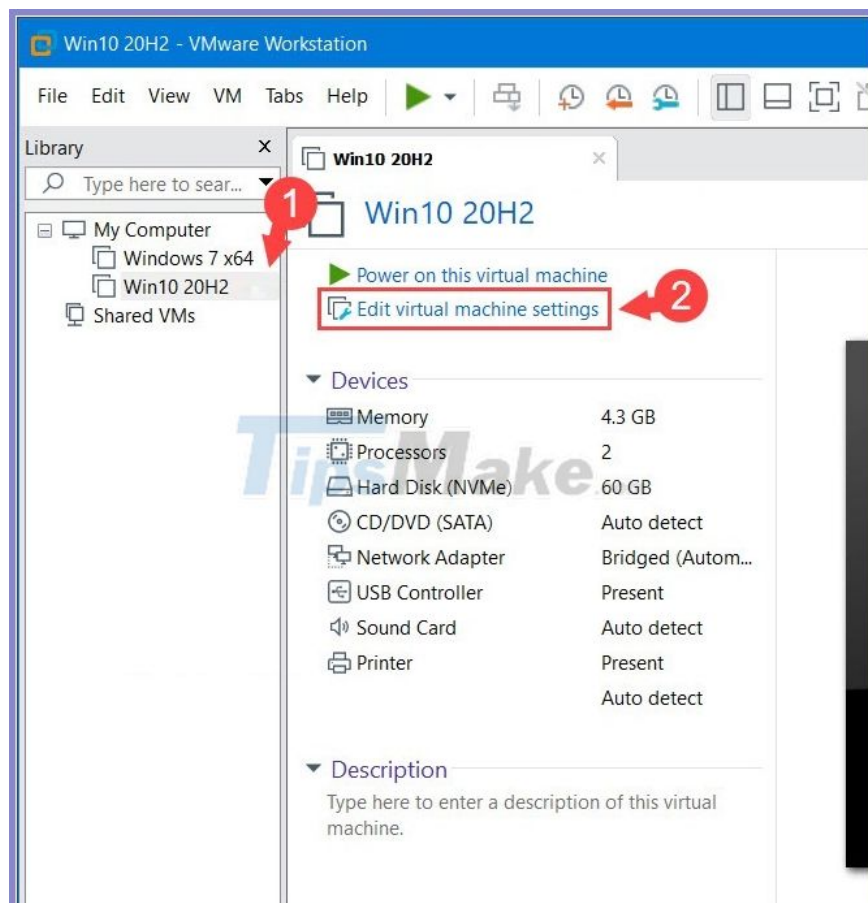 Win10 20H2 - VMware Workstation
File Edit View VM Tabs Help
Library X
Type here to sear...
My Computer
Windows 7 x64
Win10 20H2
Shared VMs
1
Win10 20H2
Win10 20H2
Power on this virtual machine
Edit virtual machine settings
2
Devices
Memory 4.3 GB
Processors 2
Hard Disk (NVMe) 60 GB
CD/DVD (SATA) Auto detect
Network Adapter Bridged (Autom...
USB Controller Present
Sound Card Auto detect
Printer Present
Auto detect
Description
Type here to enter a description of this virtual
machine.
TipsMake